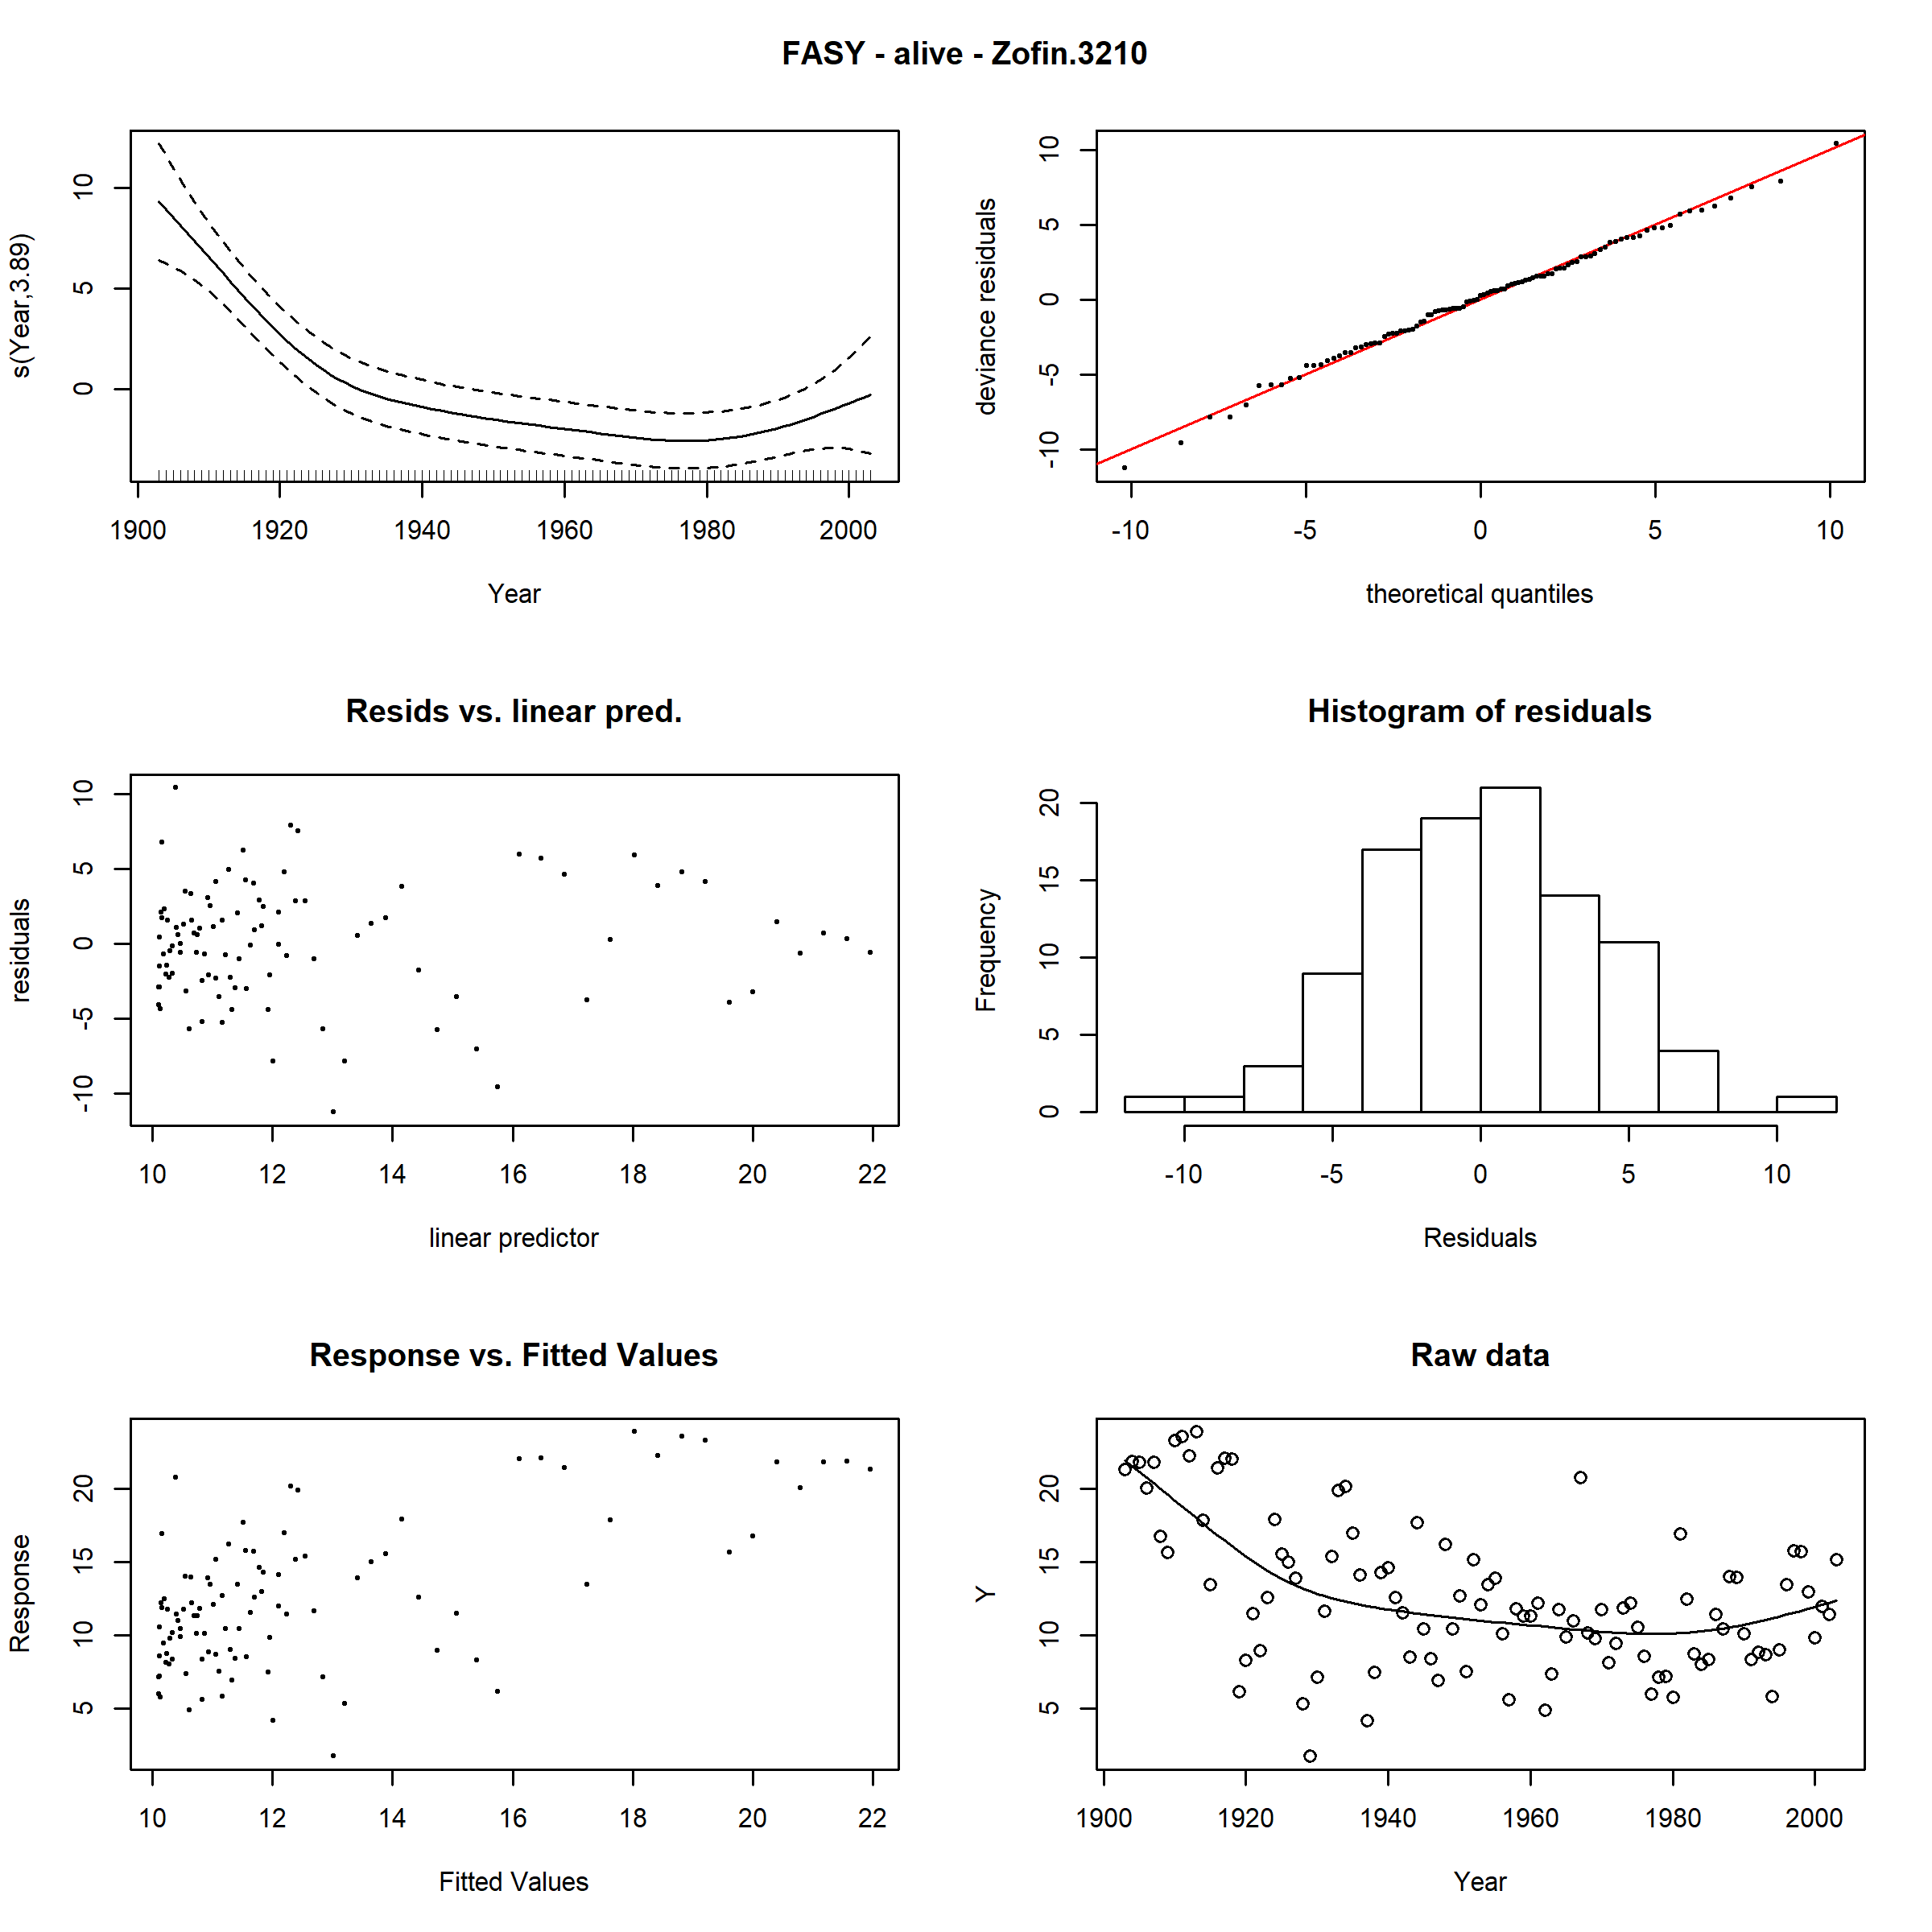 FASY - alive - Zofin.3210
s(Year,3.89)
10
5
0
1900 1920 1940 1960 1980 2000
Year
deviance residuals
10
5
0
-5
-10
-10 -5 0 5 10
theoretical quantiles
Resids vs. linear pred.
residuals
10
5
0
-5
-10
10 12 14 16 18 20 22
linear predictor
Histogram of residuals
Frequency
20
15
10
5
0
-10 -5 0 5 10
Residuals
Response vs. Fitted Values
Response
20
15
10
5
10 12 14 16 18 20 22
Fitted Values
Raw data
Y
20
15
10
5
1900 1920 1940 1960 1980 2000
Year